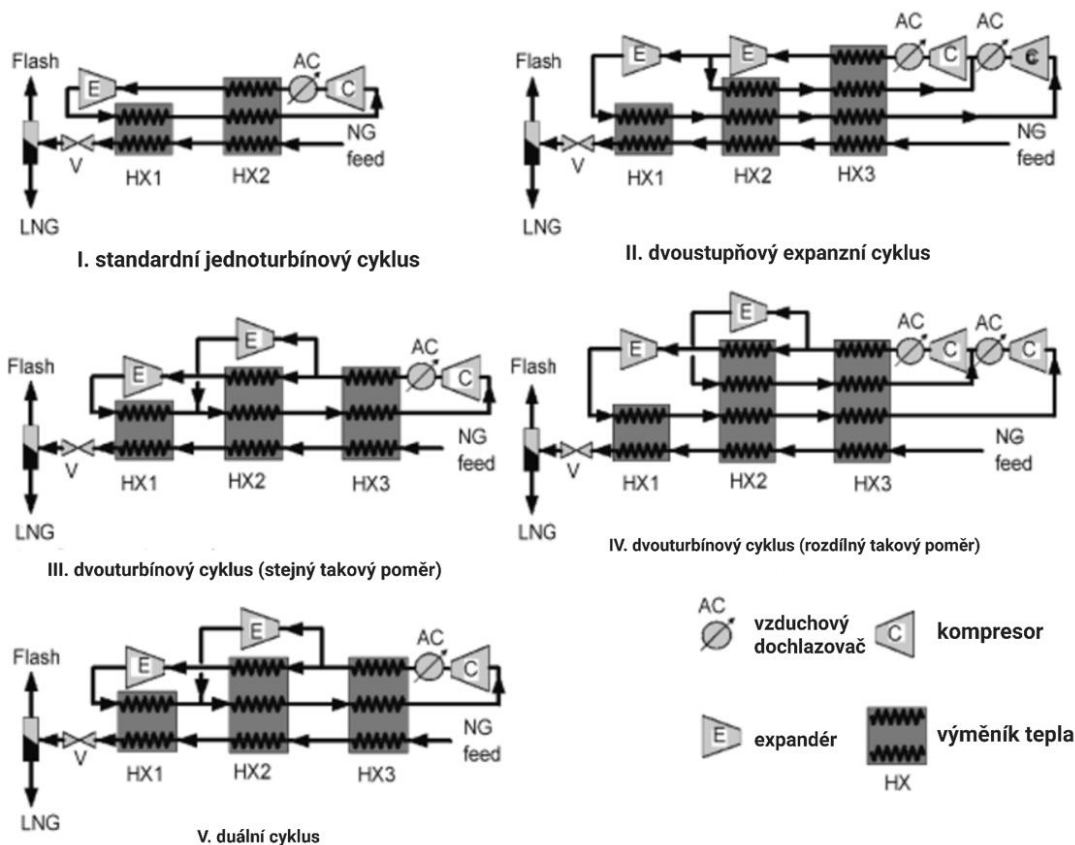 Flash
E
AC
C
NG
feed
V
HX1
HX2
LNG
I. standardní jednoturbínový cyklus
Flash
E
E
AC
C
AC
C
NG
feed
V
HX1
HX2
HX3
LNG
II. dvoustupňový expanzní cyklus
Flash
E
E
AC
C
NG
feed
V
HX1
HX2
HX3
LNG
III. dvouturbínový cyklus (stejný takový poměr)
Flash
E
E
AC
C
AC
C
NG
feed
V
HX1
HX2
HX3
LNG
IV. dvouturbínový cyklus (rozdílný takový poměr)
Flash
E
E
AC
C
NG
feed
V
HX1
HX2
HX3
LNG
V. duální cyklus
AC
vzduchový
dochlazovač
C
kompresor
E
expandér
výměník tepla
HX